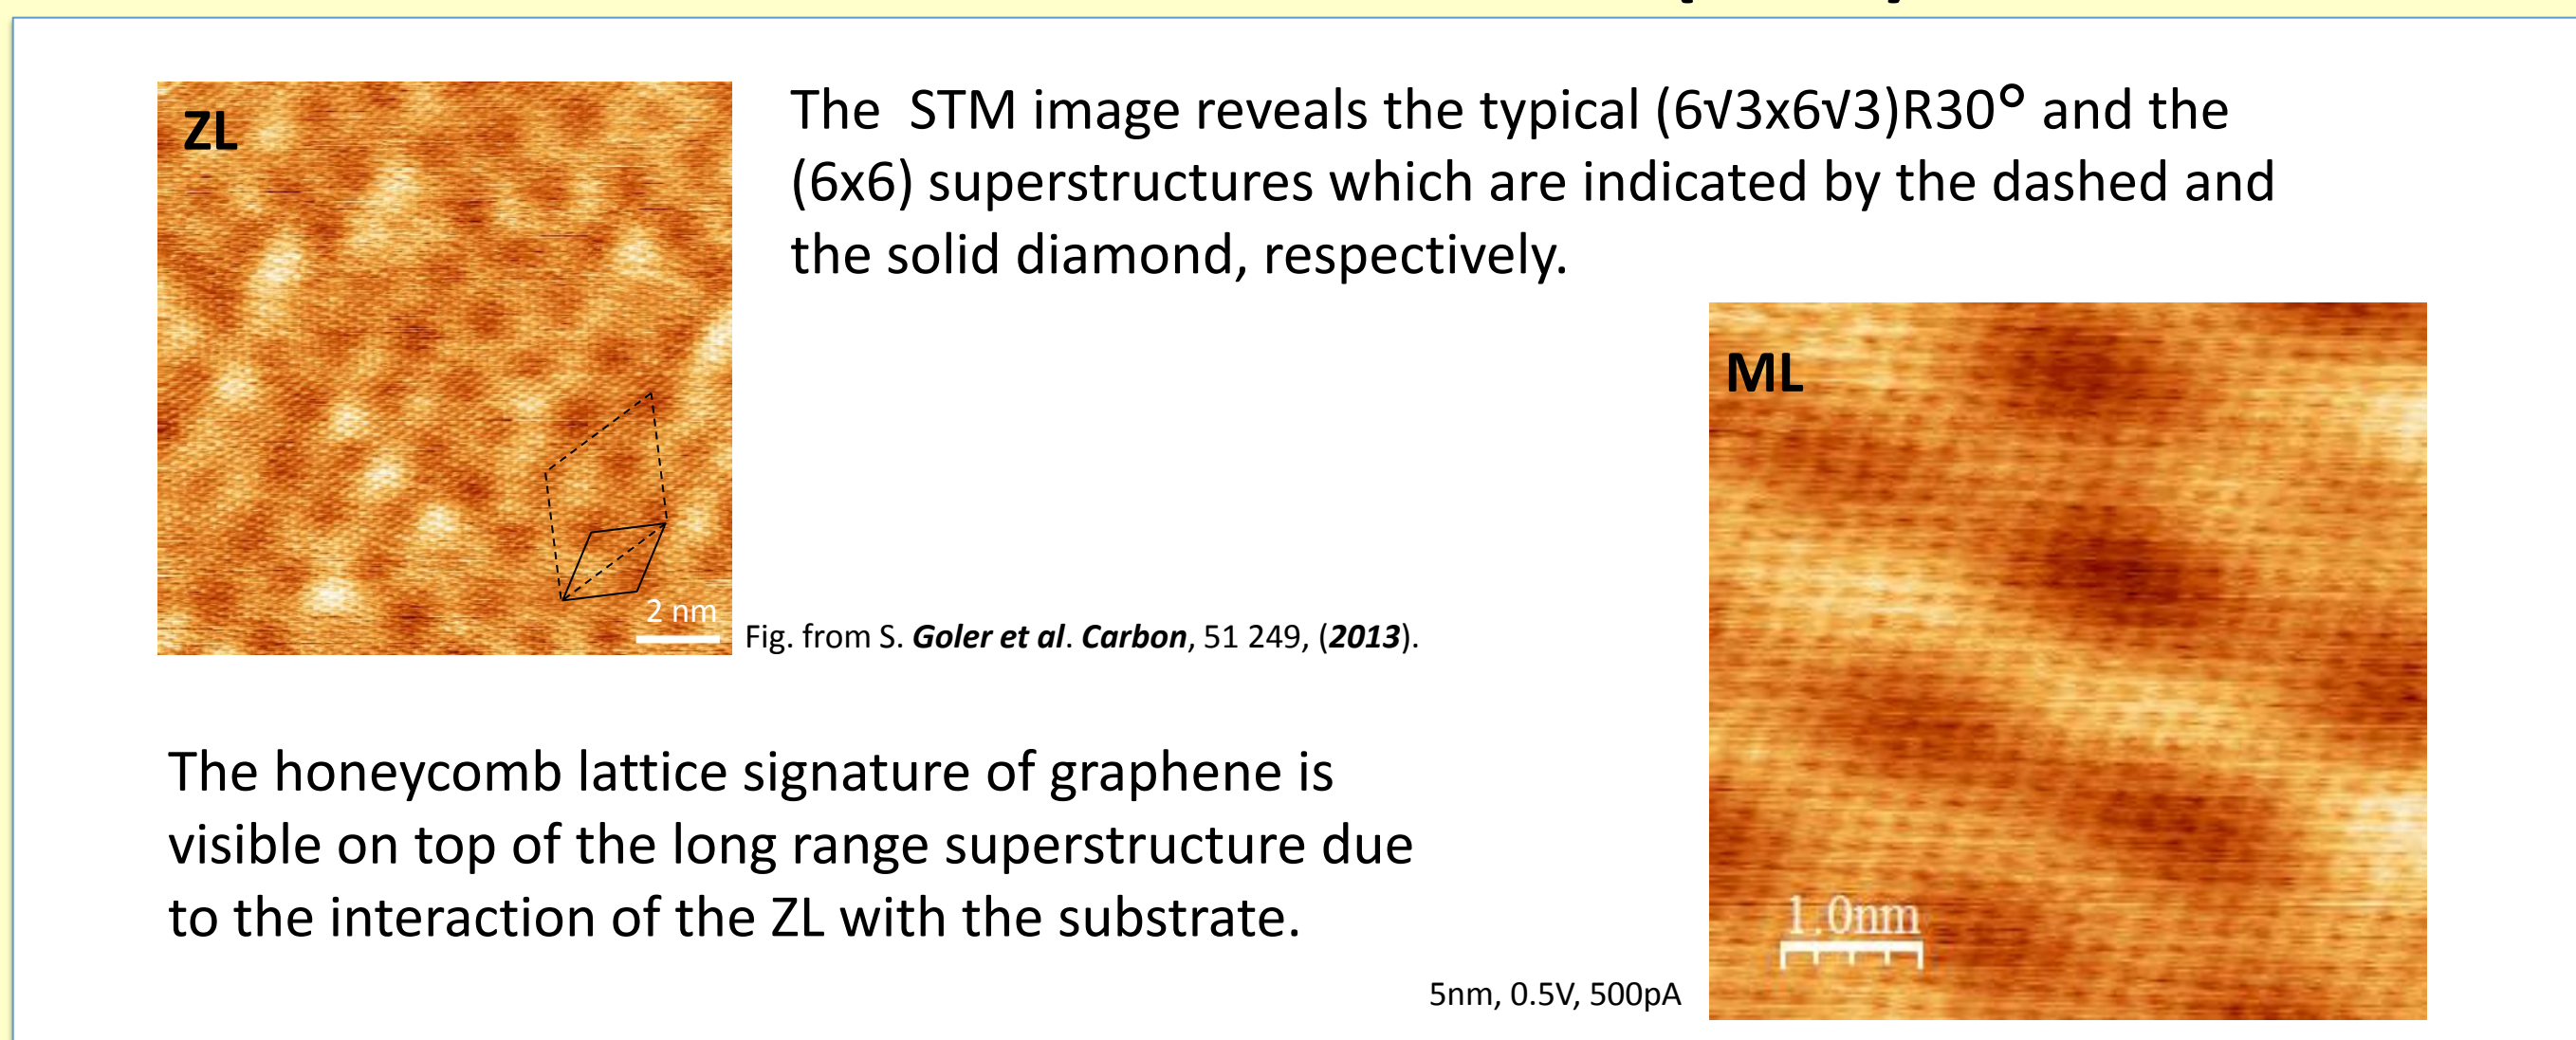 ZL
The  STM image reveals the typical (6√3x6√3)R30° and the
(6x6) superstructures which are indicated by the dashed and
the solid diamond, respectively.
ML
2 nm
Fig. from S. Goler et al. Carbon, 51 249, (2013).
The honeycomb lattice signature of graphene is
visible on top of the long range superstructure due
to the interaction of the ZL with the substrate.
1.0nm
5nm, 0.5V, 500pA